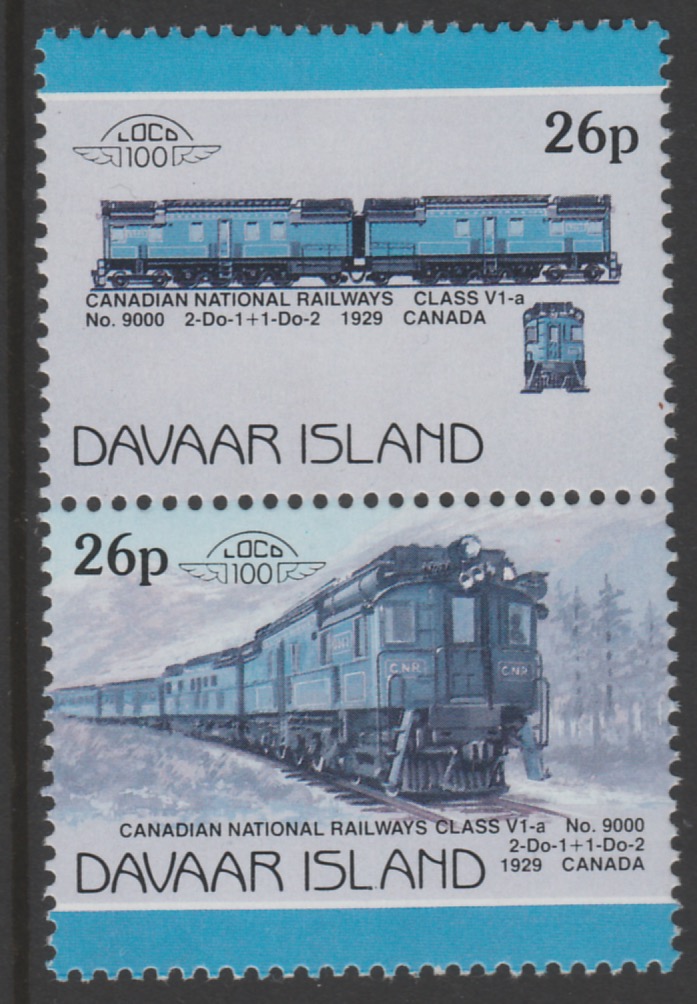 LOCO
100
26p
CANADIAN NATIONAL RAILWAYS CLASS V1-a
No. 9000 2-Do-1+1-Do-2 1929 CANADA
DAVAAR ISLAND
26p
LOCO
100
C.N.R.
C.N.R.
CANADIAN NATIONAL RAILWAYS CLASS V1-a No. 9000
2-Do-1+1-Do-2
1929 CANADA
DAVAAR ISLAND